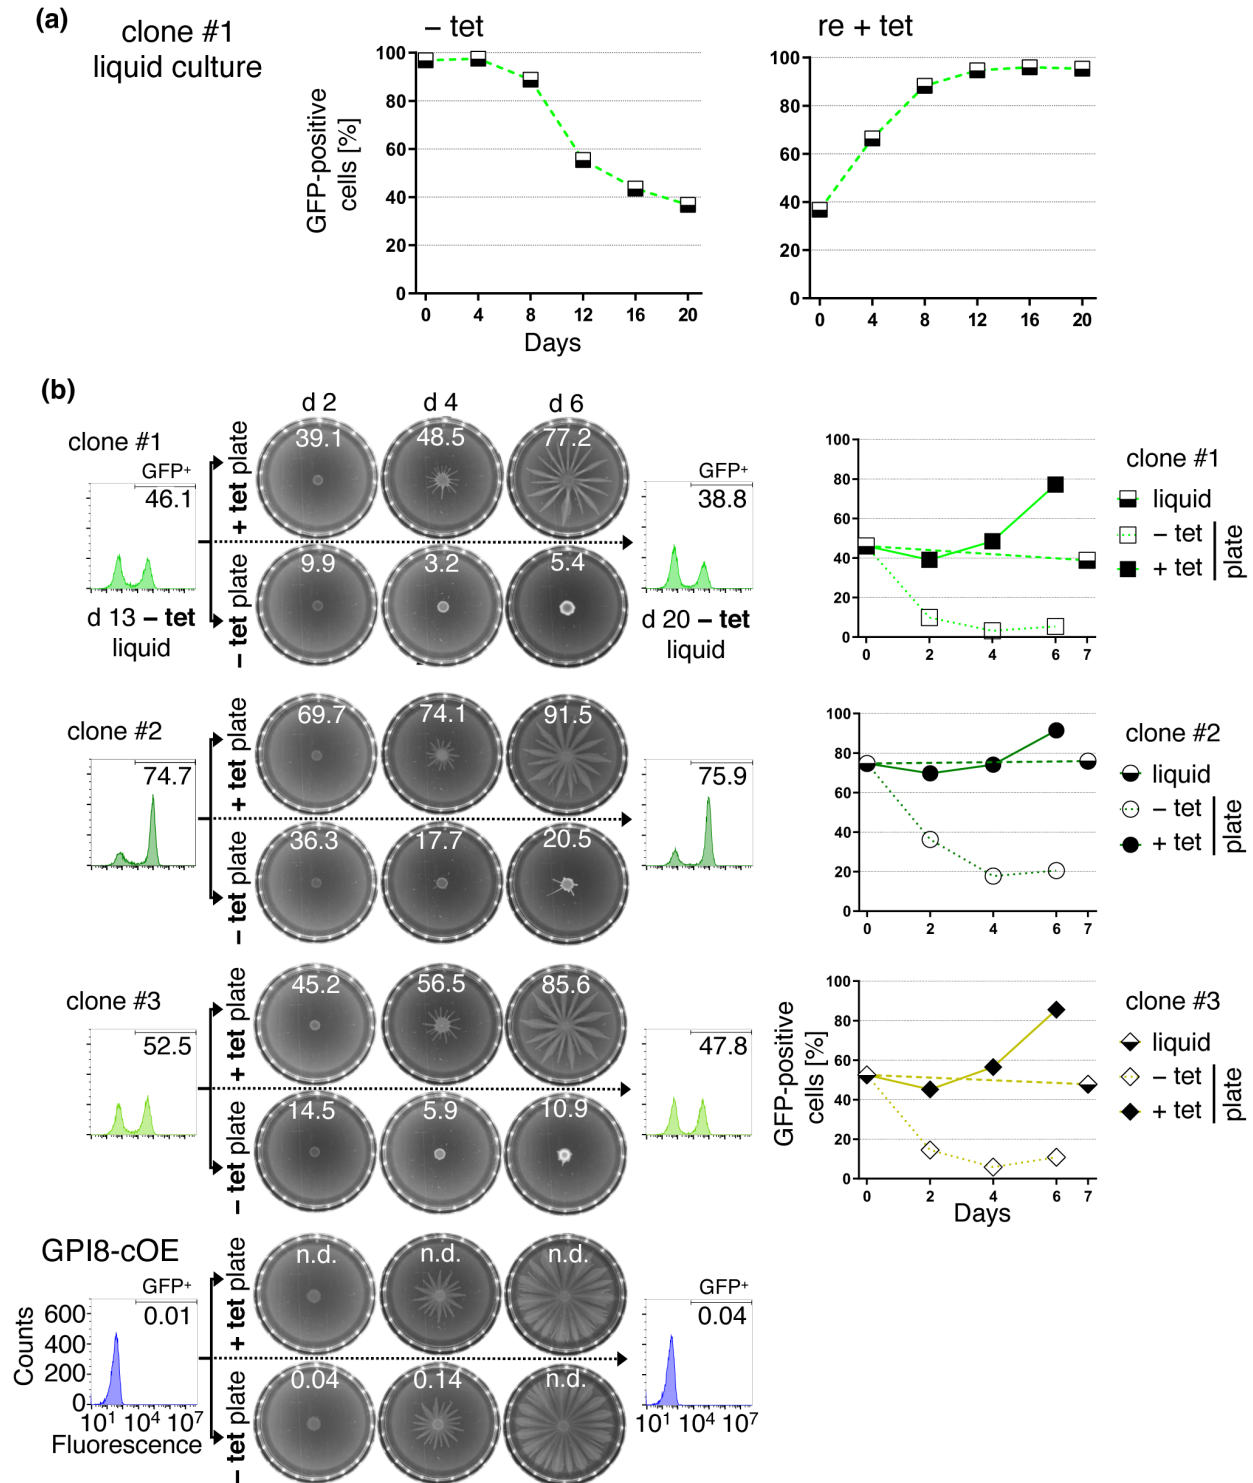 (a)
clone #1
liquid culture
– tet
re + tet
GFP-positive
cells [%]
100
80
60
40
20
0
0 4 8 12 16 20
Days
100
80
60
40
20
0
0 4 8 12 16 20
(b)
d 2 d 4 d 6
clone #1
GFP+
46.1
d 13 – tet
liquid
+ tet plate
39.1 48.5 77.2
– tet plate
9.9 3.2 5.4
GFP+
38.8
d 20 – tet
liquid
100
80
60
40
20
0
0 2 4 6 7
clone #1
liquid
– tet
+ tet
plate
clone #2
74.7
+ tet plate
69.7 74.1 91.5
– tet plate
36.3 17.7 20.5
75.9
100
80
60
40
20
0
0 2 4 6 7
clone #2
liquid
– tet
+ tet
plate
clone #3
52.5
+ tet plate
45.2 56.5 85.6
– tet plate
14.5 5.9 10.9
47.8
GFP-positive
cells [%]
100
80
60
40
20
0
0 2 4 6 7
Days
clone #3
liquid
– tet
+ tet
plate
GPI8-cOE
GFP+
0.01
Counts
600
400
200
0
10¹ 10⁴ 10⁷
Fluorescence
+ tet plate
n.d. n.d. n.d.
– tet plate
0.04 0.14 n.d.
GFP+
0.04
10¹ 10⁴ 10⁷